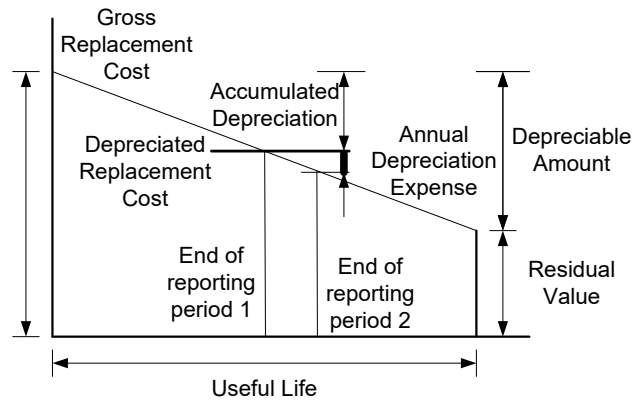 Gross
Replacement
Cost
Accumulated
Depreciation
Depreciated
Replacement
Cost
Annual
Depreciation
Expense
Depreciable
Amount
End of
reporting
period 1
End of
reporting
period 2
Residual
Value
Useful Life